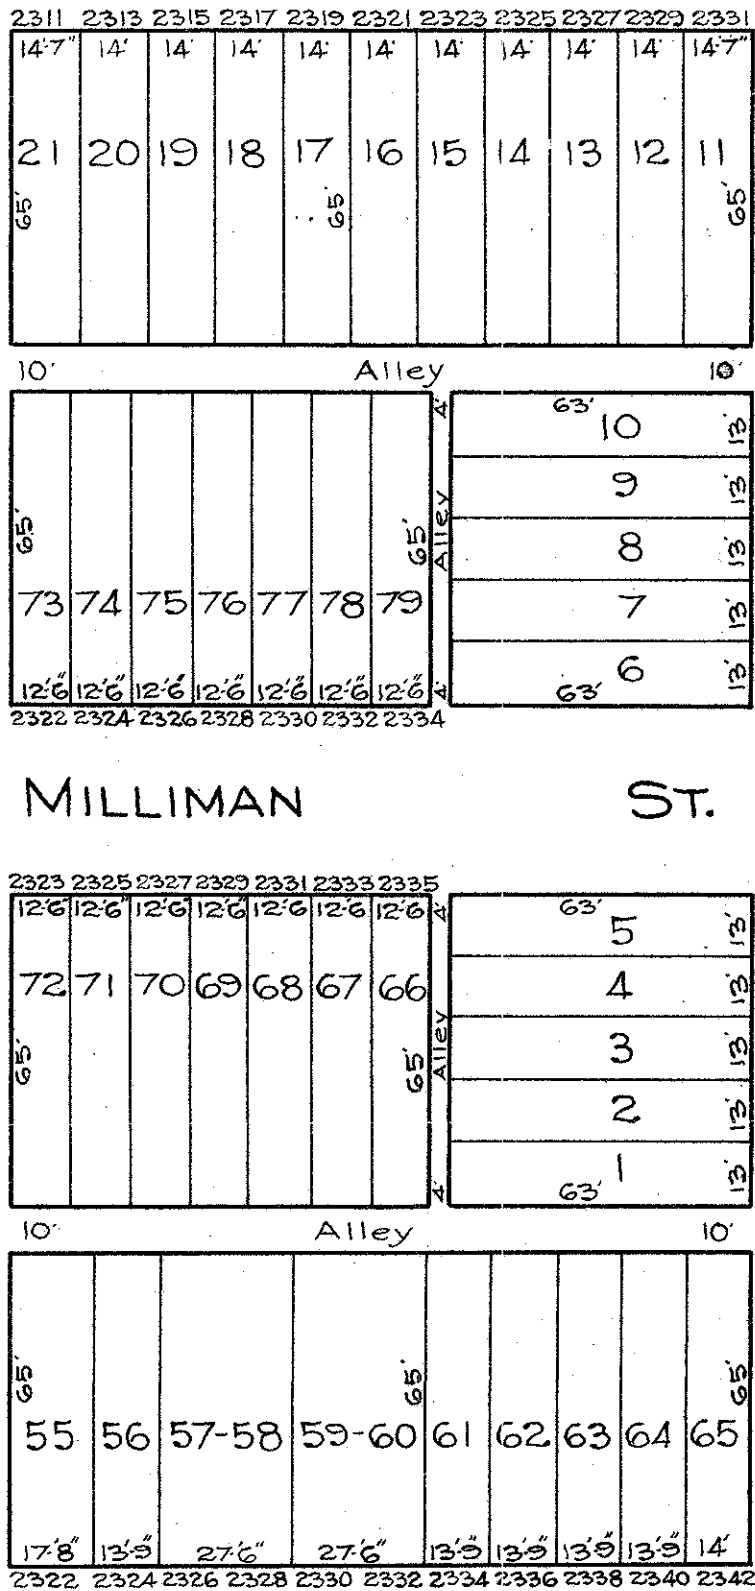 2311 2313 2315 2317 2319 2321 2323 2325 2327 2329 2331
14'-7" 14' 14' 14' 14' 14' 14' 14' 14' 14' 14'-7"
21 20 19 18 17 16 15 14 13 12 11
65' 65' 65'
10' Alley 10'
4' 63' 10 13'
9 13'
65' 65' Alley 8 13'
73 74 75 76 77 78 79 7 13'
12'-6" 12'-6" 12'-6" 12'-6" 12'-6" 12'-6" 12'-6" 4' 63' 6 13'
2322 2324 2326 2328 2330 2332 2334
MILLIMAN ST.
2323 2325 2327 2329 2331 2333 2335
12'-6" 12'-6" 12'-6" 12'-6" 12'-6 12'-6 12'-6 4' 63' 5 13'
72 71 70 69 68 67 66 4 13'
65' 65' Alley 3 13'
2 13'
4' 63' 1 13'
10' Alley 10'
65' 65' 65'
55 56 57-58 59-60 61 62 63 64 65
17'-8" 13'-9" 27'-6" 27'-6" 13'-9" 13'-9" 13'-9" 13'-9" 14'
2322 2324 2326 2328 2330 2332 2334 2336 2338 2340 2342